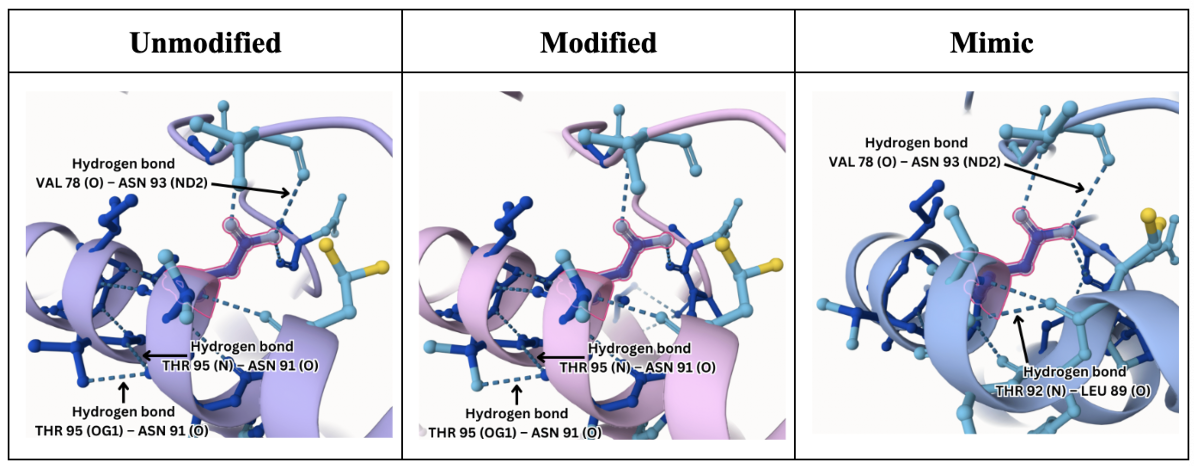 Unmodified
Modified
Mimic
Hydrogen bond
VAL 78 (O) – ASN 93 (ND2)
Hydrogen bond
THR 95 (N) – ASN 91 (O)
Hydrogen bond
THR 95 (OG1) – ASN 91 (O)
Hydrogen bond
THR 95 (N) – ASN 91 (O)
Hydrogen bond
THR 95 (OG1) – ASN 91 (O)
Hydrogen bond
VAL 78 (O) – ASN 93 (ND2)
Hydrogen bond
THR 92 (N) – LEU 89 (O)